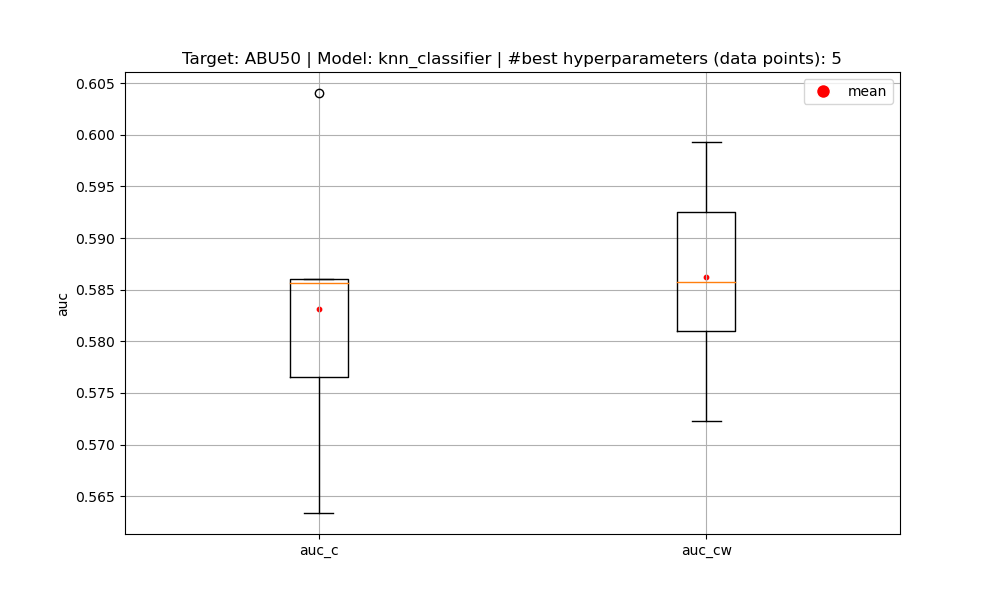 Target: ABU50 | Model: knn_classifier | #best hyperparameters (data points): 5
mean
0.605
0.600
0.595
0.590
0.585
0.580
0.575
0.570
0.565
auc
auc_c
auc_cw